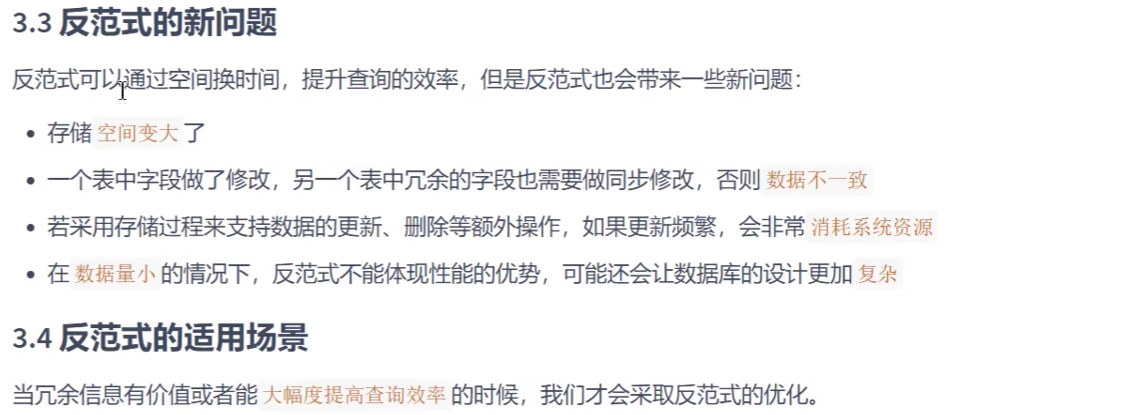 3.3 反范式的新问题
反范式可以通过空间换时间，提升查询的效率，但是反范式也会带来一些新问题：
• 存储 空间变大 了
• 一个表中字段做了修改，另一个表中冗余的字段也需要做同步修改，否则 数据不一致
• 若采用存储过程来支持数据的更新、删除等额外操作，如果更新频繁，会非常 消耗系统资源
• 在 数据量小 的情况下，反范式不能体现性能的优势，可能还会让数据库的设计更加 复杂
3.4 反范式的适用场景
当冗余信息有价值或者能 大幅度提高查询效率 的时候，我们才会采取反范式的优化。